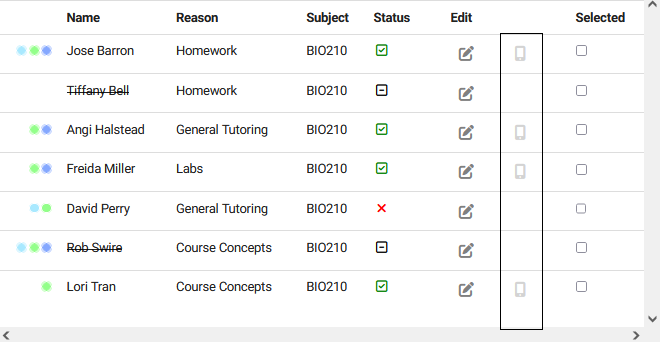 Name Reason Subject Status Edit Selected
Jose Barron Homework BIO210
Tiffany Bell Homework BIO210
Angi Halstead General Tutoring BIO210
Freida Miller Labs BIO210
David Perry General Tutoring BIO210
Rob Swire Course Concepts BIO210
Lori Tran Course Concepts BIO210